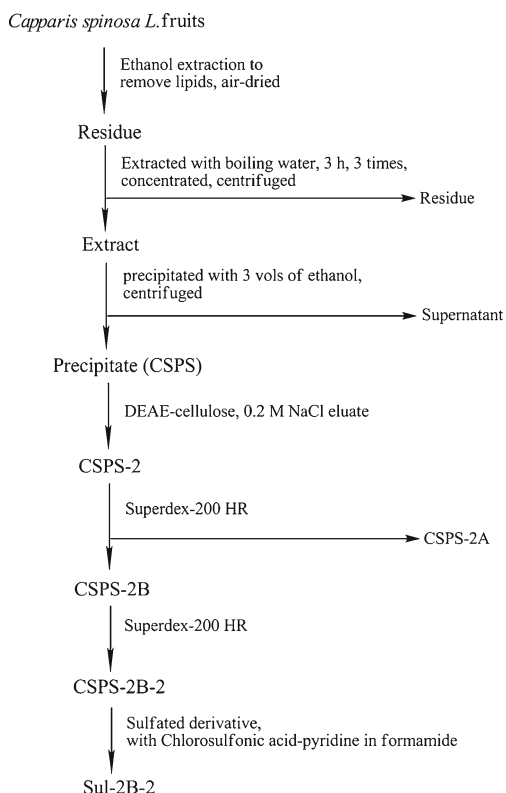 Capparis spinosa L.fruits
Ethanol extraction to
remove lipids, air-dried
Residue
Extracted with boiling water, 3 h, 3 times,
concentrated, centrifuged
Residue
Extract
precipitated with 3 vols of ethanol,
centrifuged
Supernatant
Precipitate (CSPS)
DEAE-cellulose, 0.2 M NaCl eluate
CSPS-2
Superdex-200 HR
CSPS-2A
CSPS-2B
Superdex-200 HR
CSPS-2B-2
Sulfated derivative,
with Chlorosulfonic acid-pyridine in formamide
Sul-2B-2